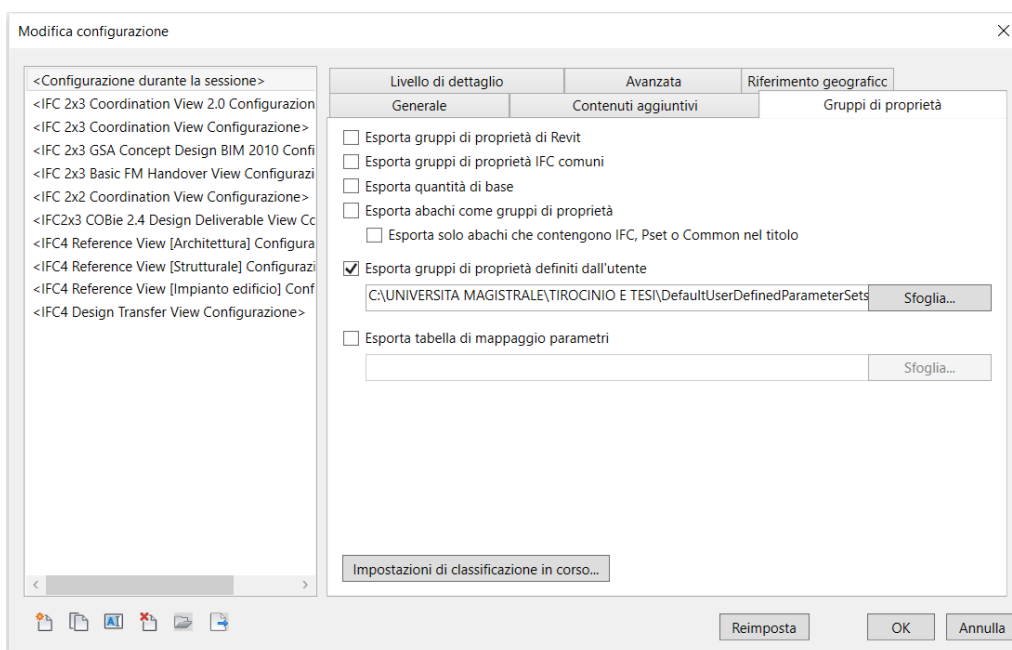 Modifica configurazione
<Configurazione durante la sessione>
<IFC 2x3 Coordination View 2.0 Configurazion
<IFC 2x3 Coordination View Configurazione>
<IFC 2x3 GSA Concept Design BIM 2010 Confi
<IFC 2x3 Basic FM Handover View Configurazi
<IFC 2x2 Coordination View Configurazione>
<IFC2x3 COBie 2.4 Design Deliverable View Cc
<IFC4 Reference View [Architettura] Configura
<IFC4 Reference View [Strutturale] Configurazi
<IFC4 Reference View [Impianto edificio] Conf
<IFC4 Design Transfer View Configurazione>
Livello di dettaglio
Avanzata
Riferimento geograficc
Generale
Contenuti aggiuntivi
Gruppi di proprietà
Esporta gruppi di proprietà di Revit
Esporta gruppi di proprietà IFC comuni
Esporta quantità di base
Esporta abachi come gruppi di proprietà
Esporta solo abachi che contengono IFC, Pset o Common nel titolo
Esporta gruppi di proprietà definiti dall'utente
C:\UNIVERSITA MAGISTRALE\TIROCINIO E TESI\DefaultUserDefinedParameterSets
Sfoglia...
Esporta tabella di mappaggio parametri
Sfoglia...
Impostazioni di classificazione in corso...
Reimposta
OK
Annulla